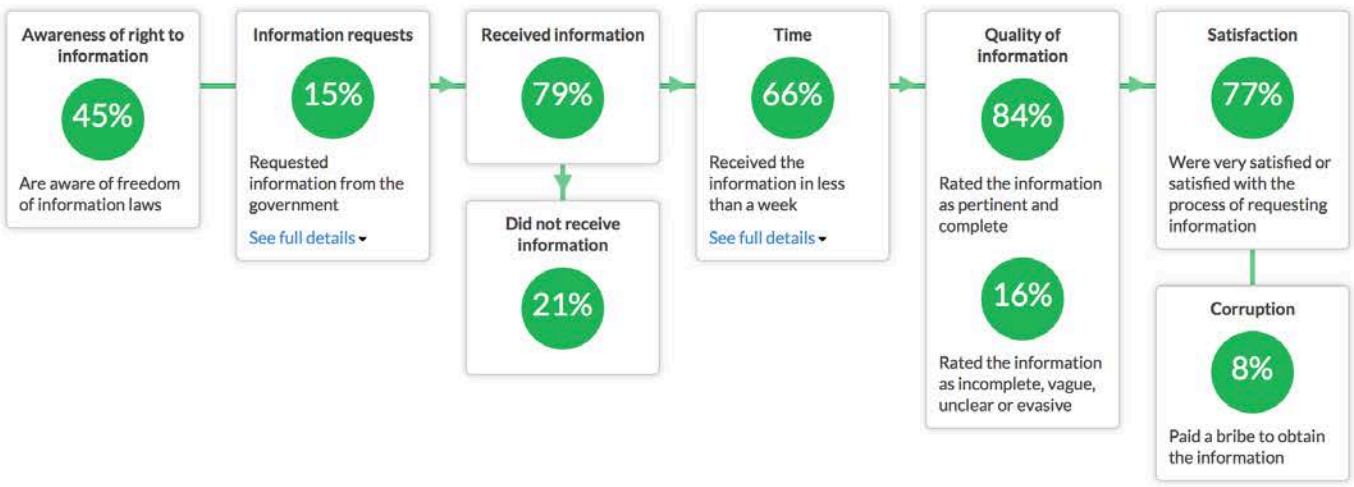 Awareness of right to
information
45%
Are aware of freedom
of information laws
Information requests
15%
Requested
information from the
government
See full details
Received information
79%
Did not receive
information
21%
Time
66%
Received the
information in less
than a week
See full details
Quality of
information
84%
Rated the information
as pertinent and
complete
16%
Rated the information
as incomplete, vague,
unclear or evasive
Satisfaction
77%
Were very satisfied or
satisfied with the
process of requesting
information
Corruption
8%
Paid a bribe to obtain
the information